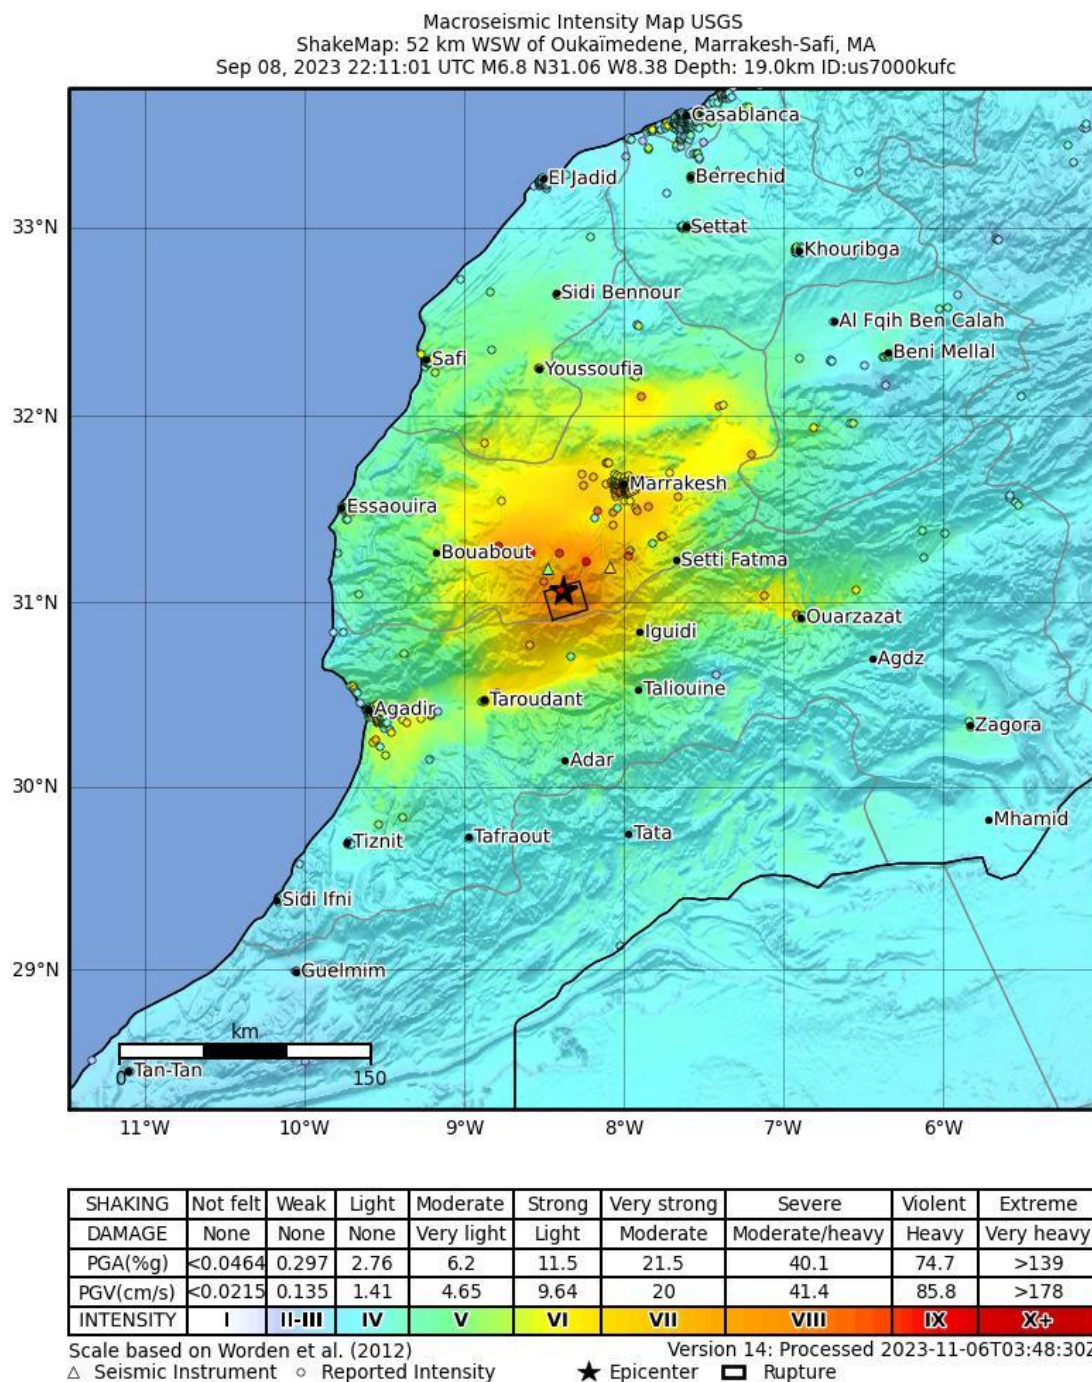 Macroseismic Intensity Map USGS
ShakeMap: 52 km WSW of Oukaïmedene, Marrakesh-Safi, MA
Sep 08, 2023 22:11:01 UTC M6.8 N31.06 W8.38 Depth: 19.0km ID:us7000kufc
Casablanca
El Jadid
Berrechid
33°N
Settat
Khouribga
Sidi Bennour
Al Fqih Ben Calah
Beni Mellal
Safi
Youssoufia
32°N
Marrakesh
Essaouira
Bouabout
Setti Fatma
31°N
Ouarzazat
Iguidi
Agdz
Taliouine
Taroudant
Agadir
Zagora
Adar
30°N
Mhamid
Tata
Tafraout
Tiznit
Sidi Ifni
29°N
Guelmim
km
Tan-Tan
0 150
11°W 10°W 9°W 8°W 7°W 6°W
SHAKING Not felt Weak Light Moderate Strong Very strong Severe Violent Extreme
DAMAGE None None None Very light Light Moderate Moderate/heavy Heavy Very heavy
PGA(%g) <0.0464 0.297 2.76 6.2 11.5 21.5 40.1 74.7 >139
PGV(cm/s) <0.0215 0.135 1.41 4.65 9.64 20 41.4 85.8 >178
INTENSITY I II-III IV V VI VII VIII IX X+
Scale based on Worden et al. (2012) Version 14: Processed 2023-11-06T03:48:30Z
△ Seismic Instrument ○ Reported Intensity ★ Epicenter □ Rupture